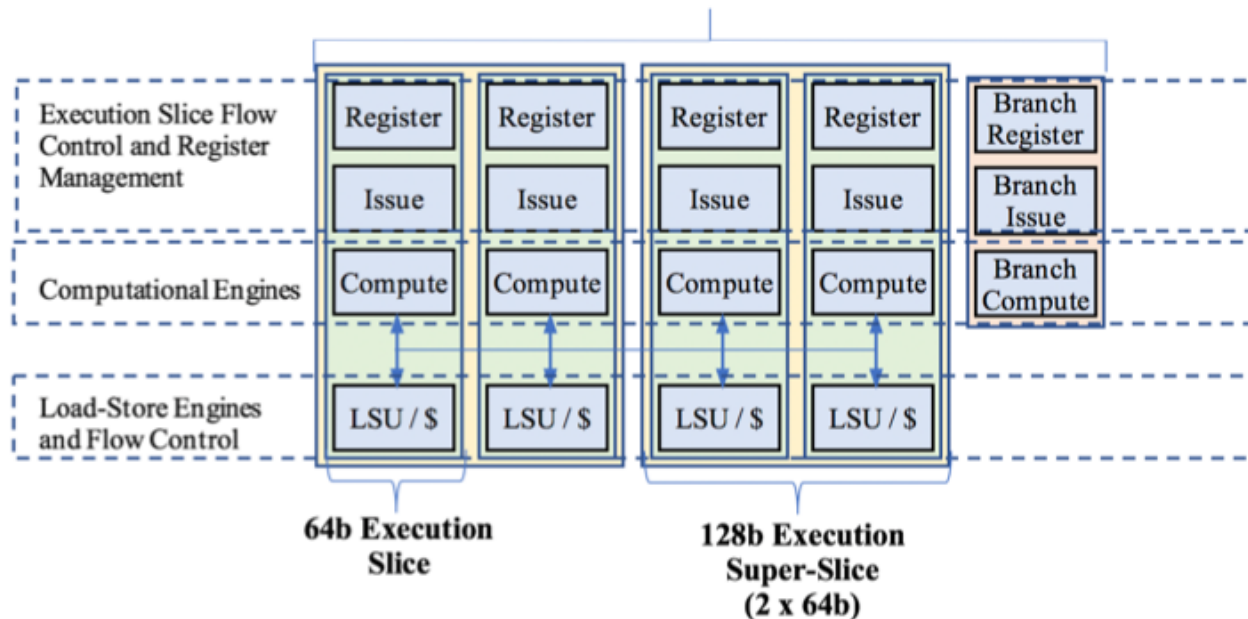 Execution Slice Flow
Control and Register
Management
Register
Register
Register
Register
Branch
Register
Issue
Issue
Issue
Issue
Branch
Issue
Computational Engines
Compute
Compute
Compute
Compute
Branch
Compute
Load-Store Engines
and Flow Control
LSU / $
LSU / $
LSU / $
LSU / $
64b Execution
Slice
128b Execution
Super-Slice
(2 x 64b)